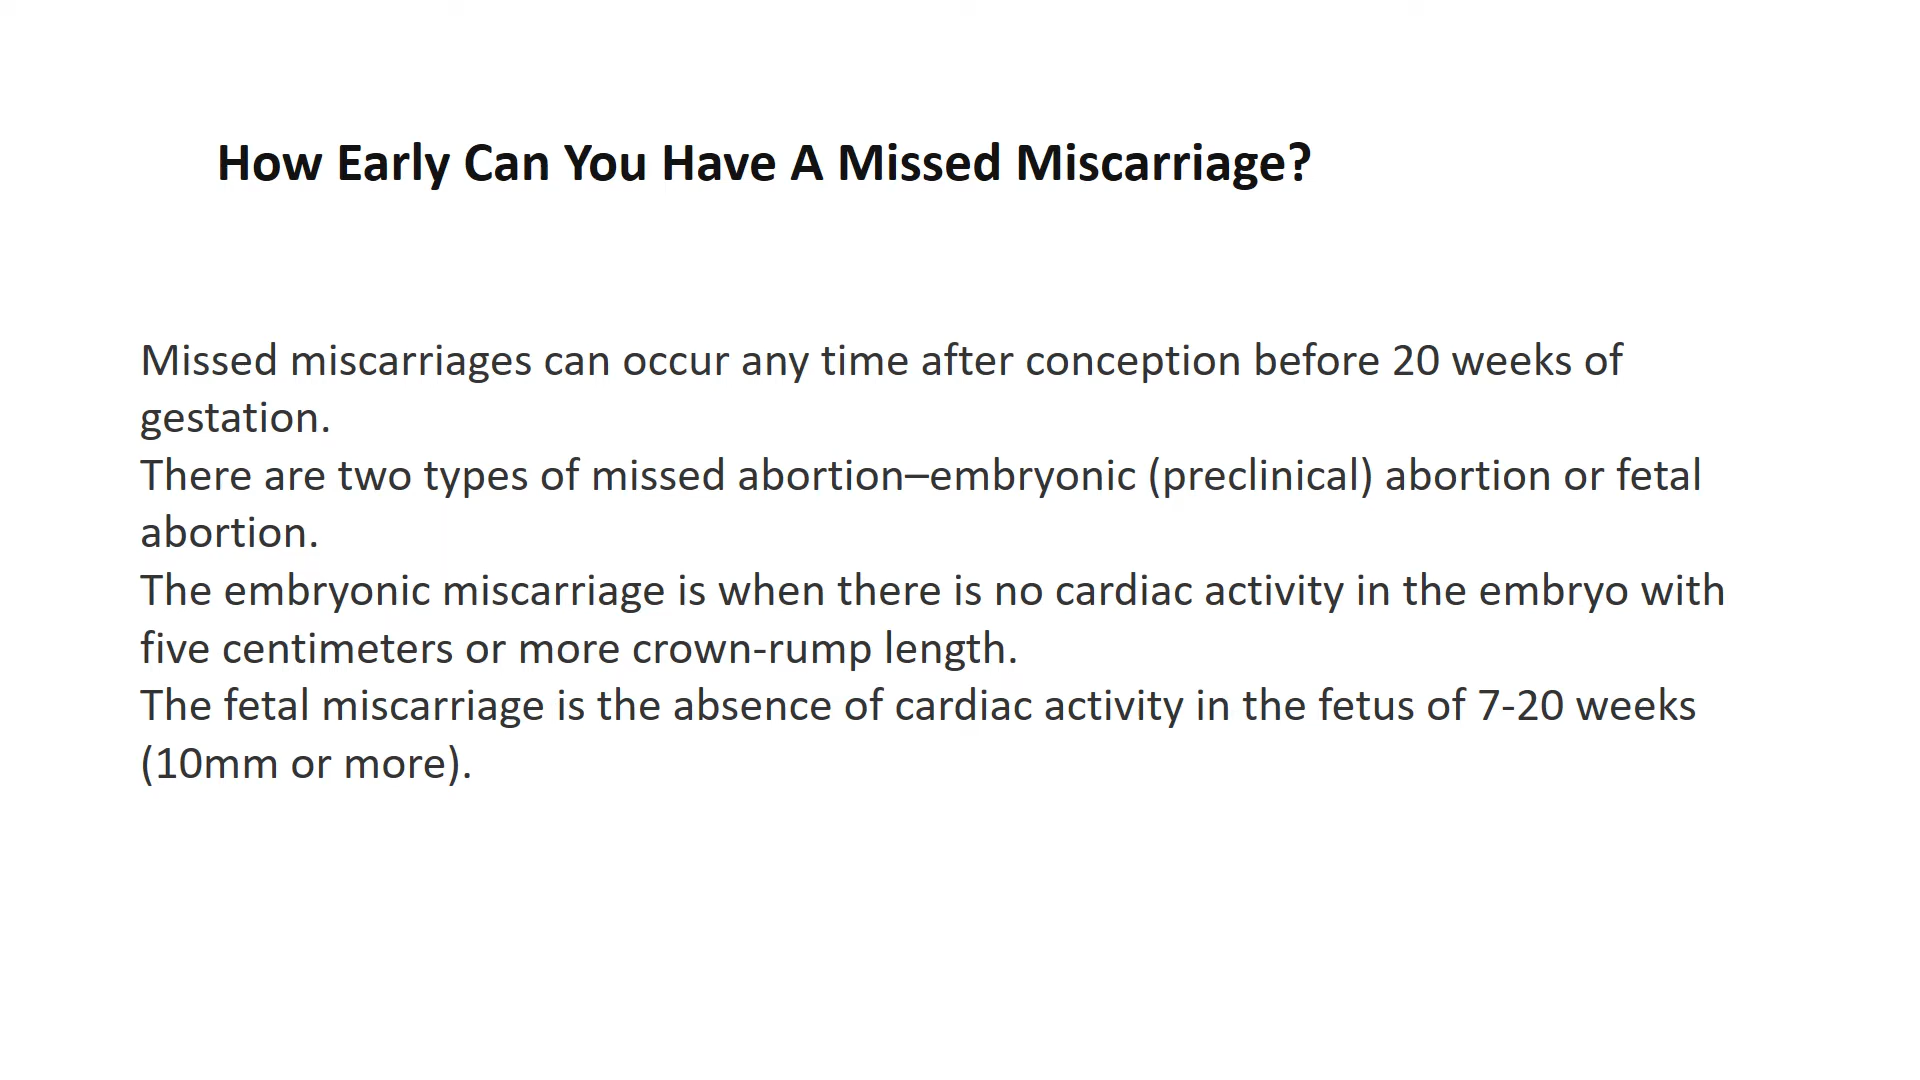 How Early Can You Have A Missed Miscarriage?
Missed miscarriages can occur any time after conception before 20 weeks of
gestation.
There are two types of missed abortion–embryonic (preclinical) abortion or fetal
abortion.
The embryonic miscarriage is when there is no cardiac activity in the embryo with
five centimeters or more crown-rump length.
The fetal miscarriage is the absence of cardiac activity in the fetus of 7-20 weeks
(10mm or more).